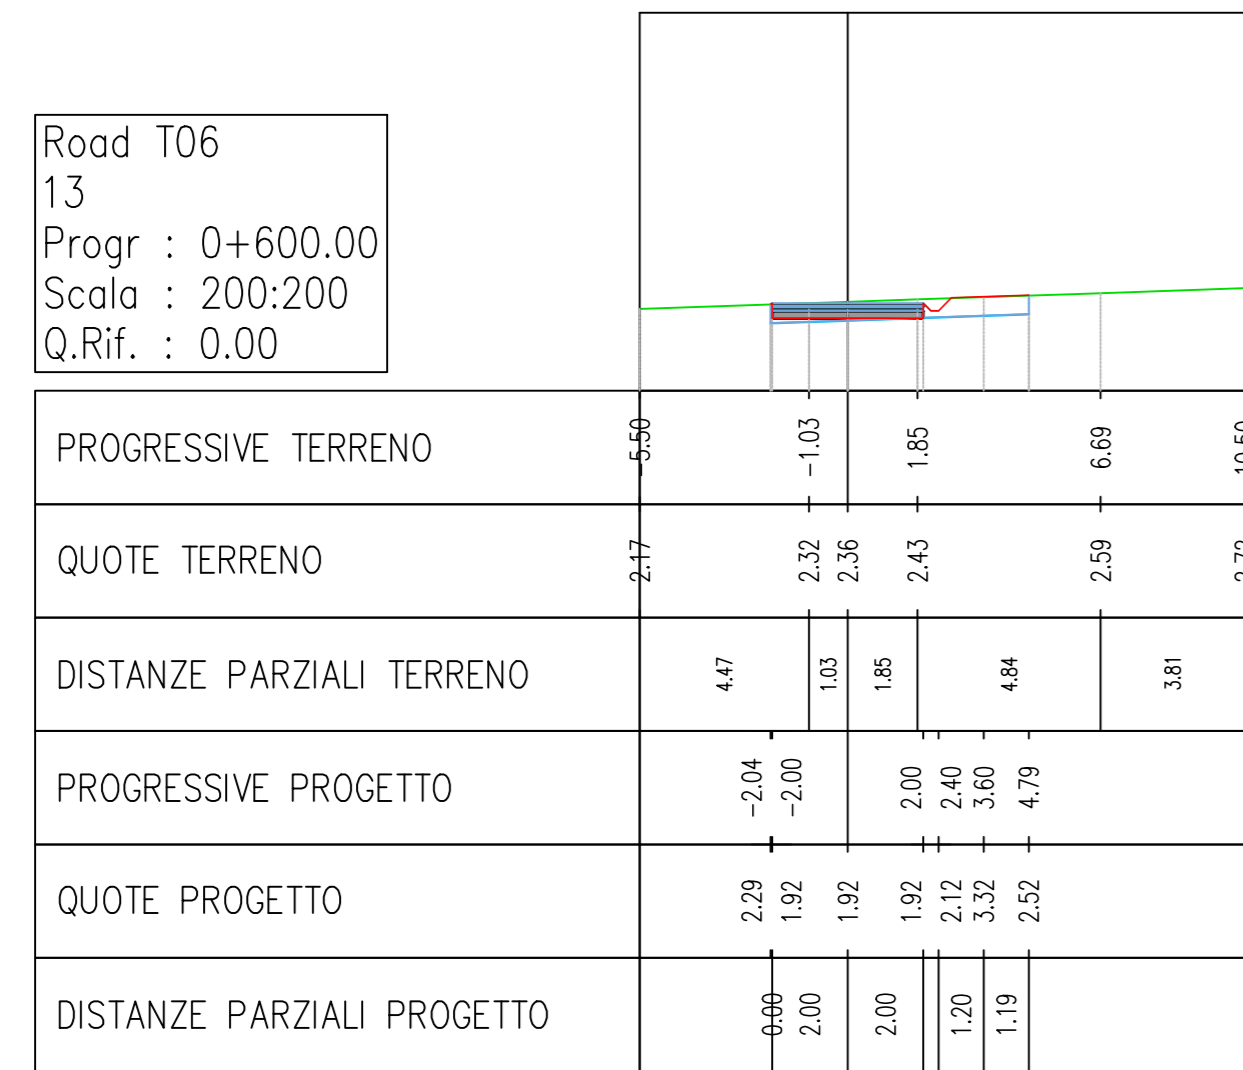 Road T06
13
Progr : 0+600.00
Scala : 200:200
Q.Rif. : 0.00
PROGRESSIVE TERRENO -5.50 -1.03 1.85 6.69 10.50
QUOTE TERRENO 2.17 2.32 2.36 2.43 2.59 2.72
DISTANZE PARZIALI TERRENO 4.47 1.03 1.85 4.84 3.81
PROGRESSIVE PROGETTO -2.04 -2.00 2.00 2.40 3.60 4.79
QUOTE PROGETTO 2.29 1.92 1.92 1.92 2.12 3.32 2.52
DISTANZE PARZIALI PROGETTO 0.00 2.00 2.00 1.20 1.19